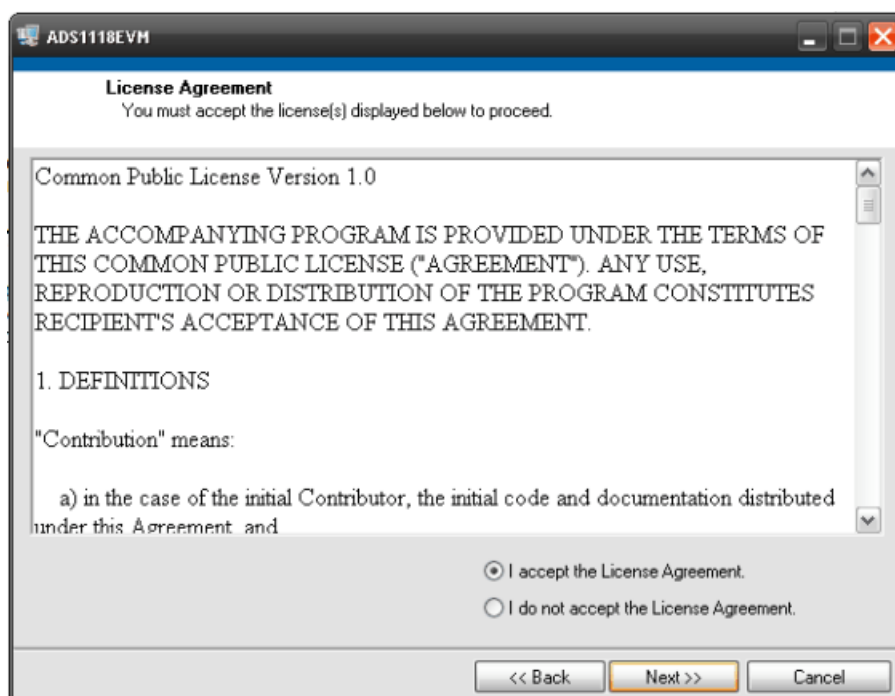 ADS1118EVM
License Agreement
You must accept the license(s) displayed below to proceed.
Common Public License Version 1.0
THE ACCOMPANYING PROGRAM IS PROVIDED UNDER THE TERMS OF
THIS COMMON PUBLIC LICENSE ("AGREEMENT"). ANY USE,
REPRODUCTION OR DISTRIBUTION OF THE PROGRAM CONSTITUTES
RECIPIENT'S ACCEPTANCE OF THIS AGREEMENT.
1. DEFINITIONS
"Contribution" means:
a) in the case of the initial Contributor, the initial code and documentation distributed
under this Agreement, and
I accept the License Agreement.
I do not accept the License Agreement.
<< Back
Next >>
Cancel